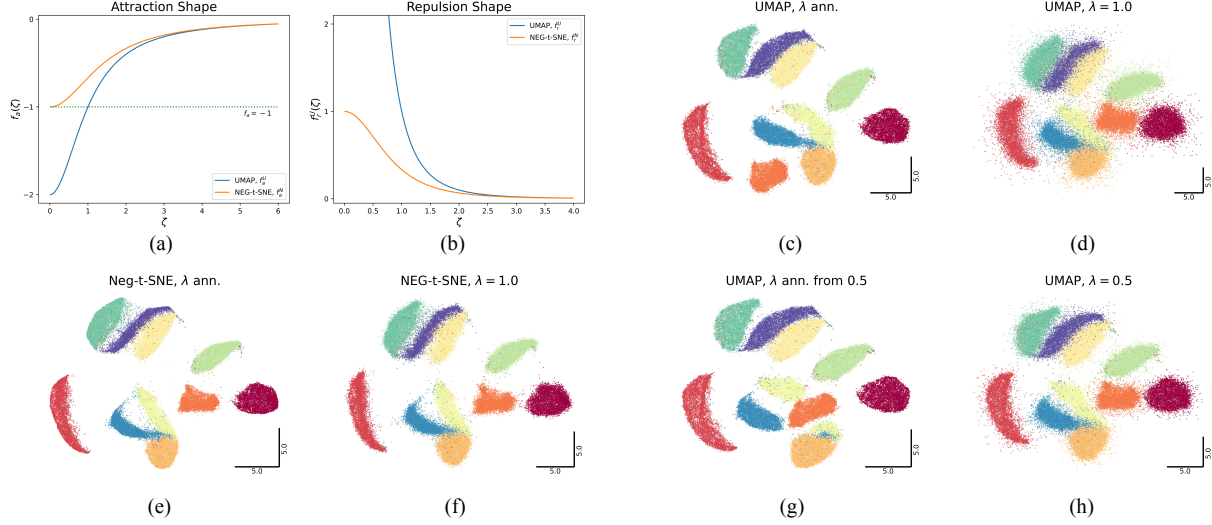 Attraction Shape
0
−1
−2
f_a(ζ)
f_a = −1
UMAP, f_a^U
NEG-t-SNE, f_a^N
0 1 2 3 4 5 6
ζ
(a)
Repulsion Shape
2
1
0
f_r^U(ζ)
UMAP, f_r^U
NEG-t-SNE, f_r^N
0.0 0.5 1.0 1.5 2.0 2.5 3.0 3.5 4.0
ζ
(b)
UMAP, λ ann.
5.0
5.0
(c)
UMAP, λ = 1.0
5.0
5.0
(d)
Neg-t-SNE, λ ann.
5.0
5.0
(e)
NEG-t-SNE, λ = 1.0
5.0
5.0
(f)
UMAP, λ ann. from 0.5
5.0
5.0
(g)
UMAP, λ = 0.5
5.0
5.0
(h)